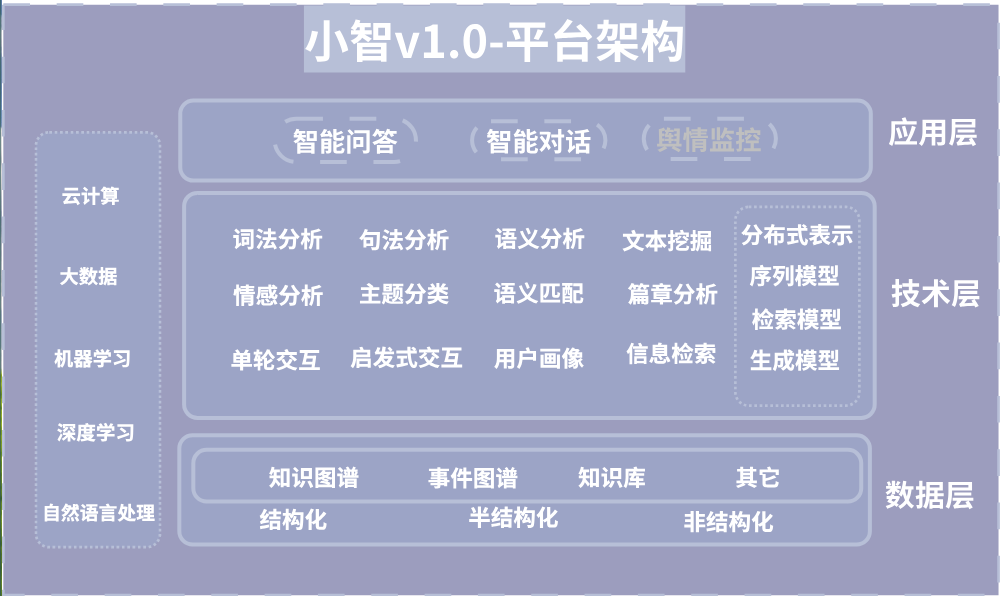 小智v1.0-平台架构
智能问答 智能对话 舆情监控
应用层
云计算
大数据
机器学习
深度学习
自然语言处理
词法分析 句法分析 语义分析 文本挖掘
情感分析 主题分类 语义匹配 篇章分析
单轮交互 启发式交互 用户画像 信息检索
分布式表示
序列模型
检索模型
生成模型
技术层
知识图谱 事件图谱 知识库 其它
结构化 半结构化 非结构化
数据层